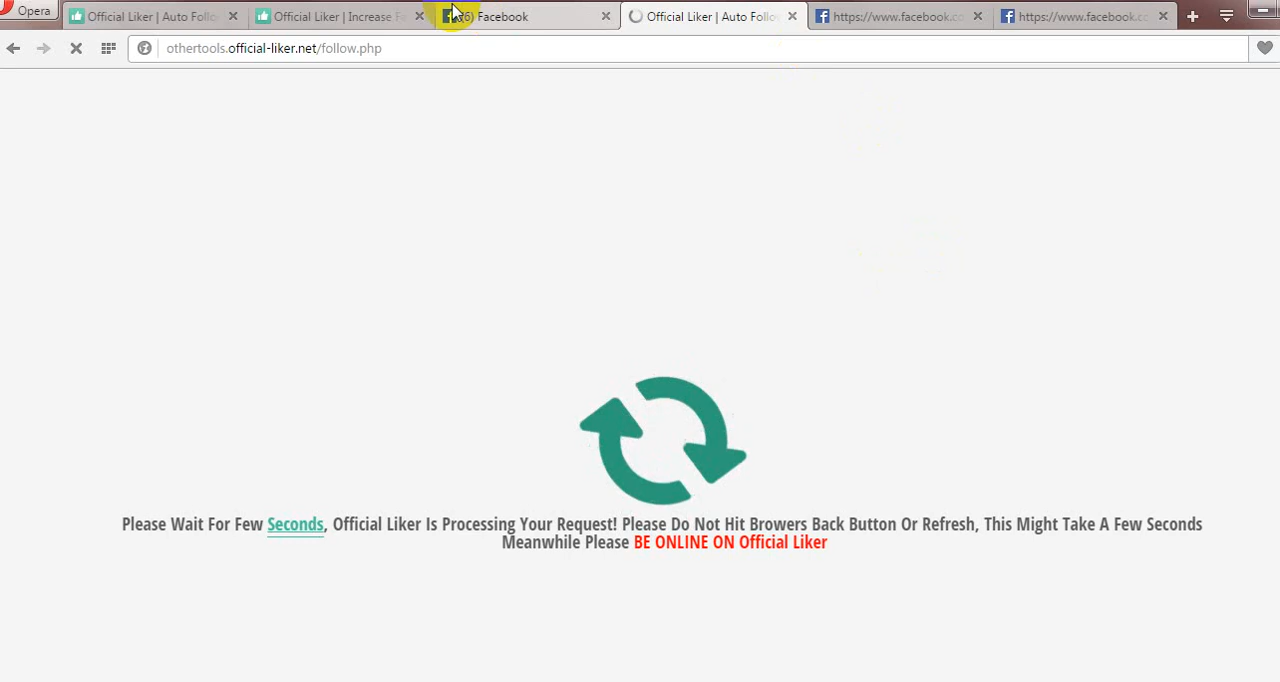 Opera
Official Liker | Auto Follo
Official Liker | Increase F
6) Facebook
Official Liker | Auto Follo
https://www.facebook.co
https://www.facebook.c
othertools.official-liker.net/follow.php
Please Wait For Few Seconds, Official Liker Is Processing Your Request! Please Do Not Hit Browers Back Button Or Refresh, This Might Take A Few Seconds
Meanwhile Please BE ONLINE ON Official Liker